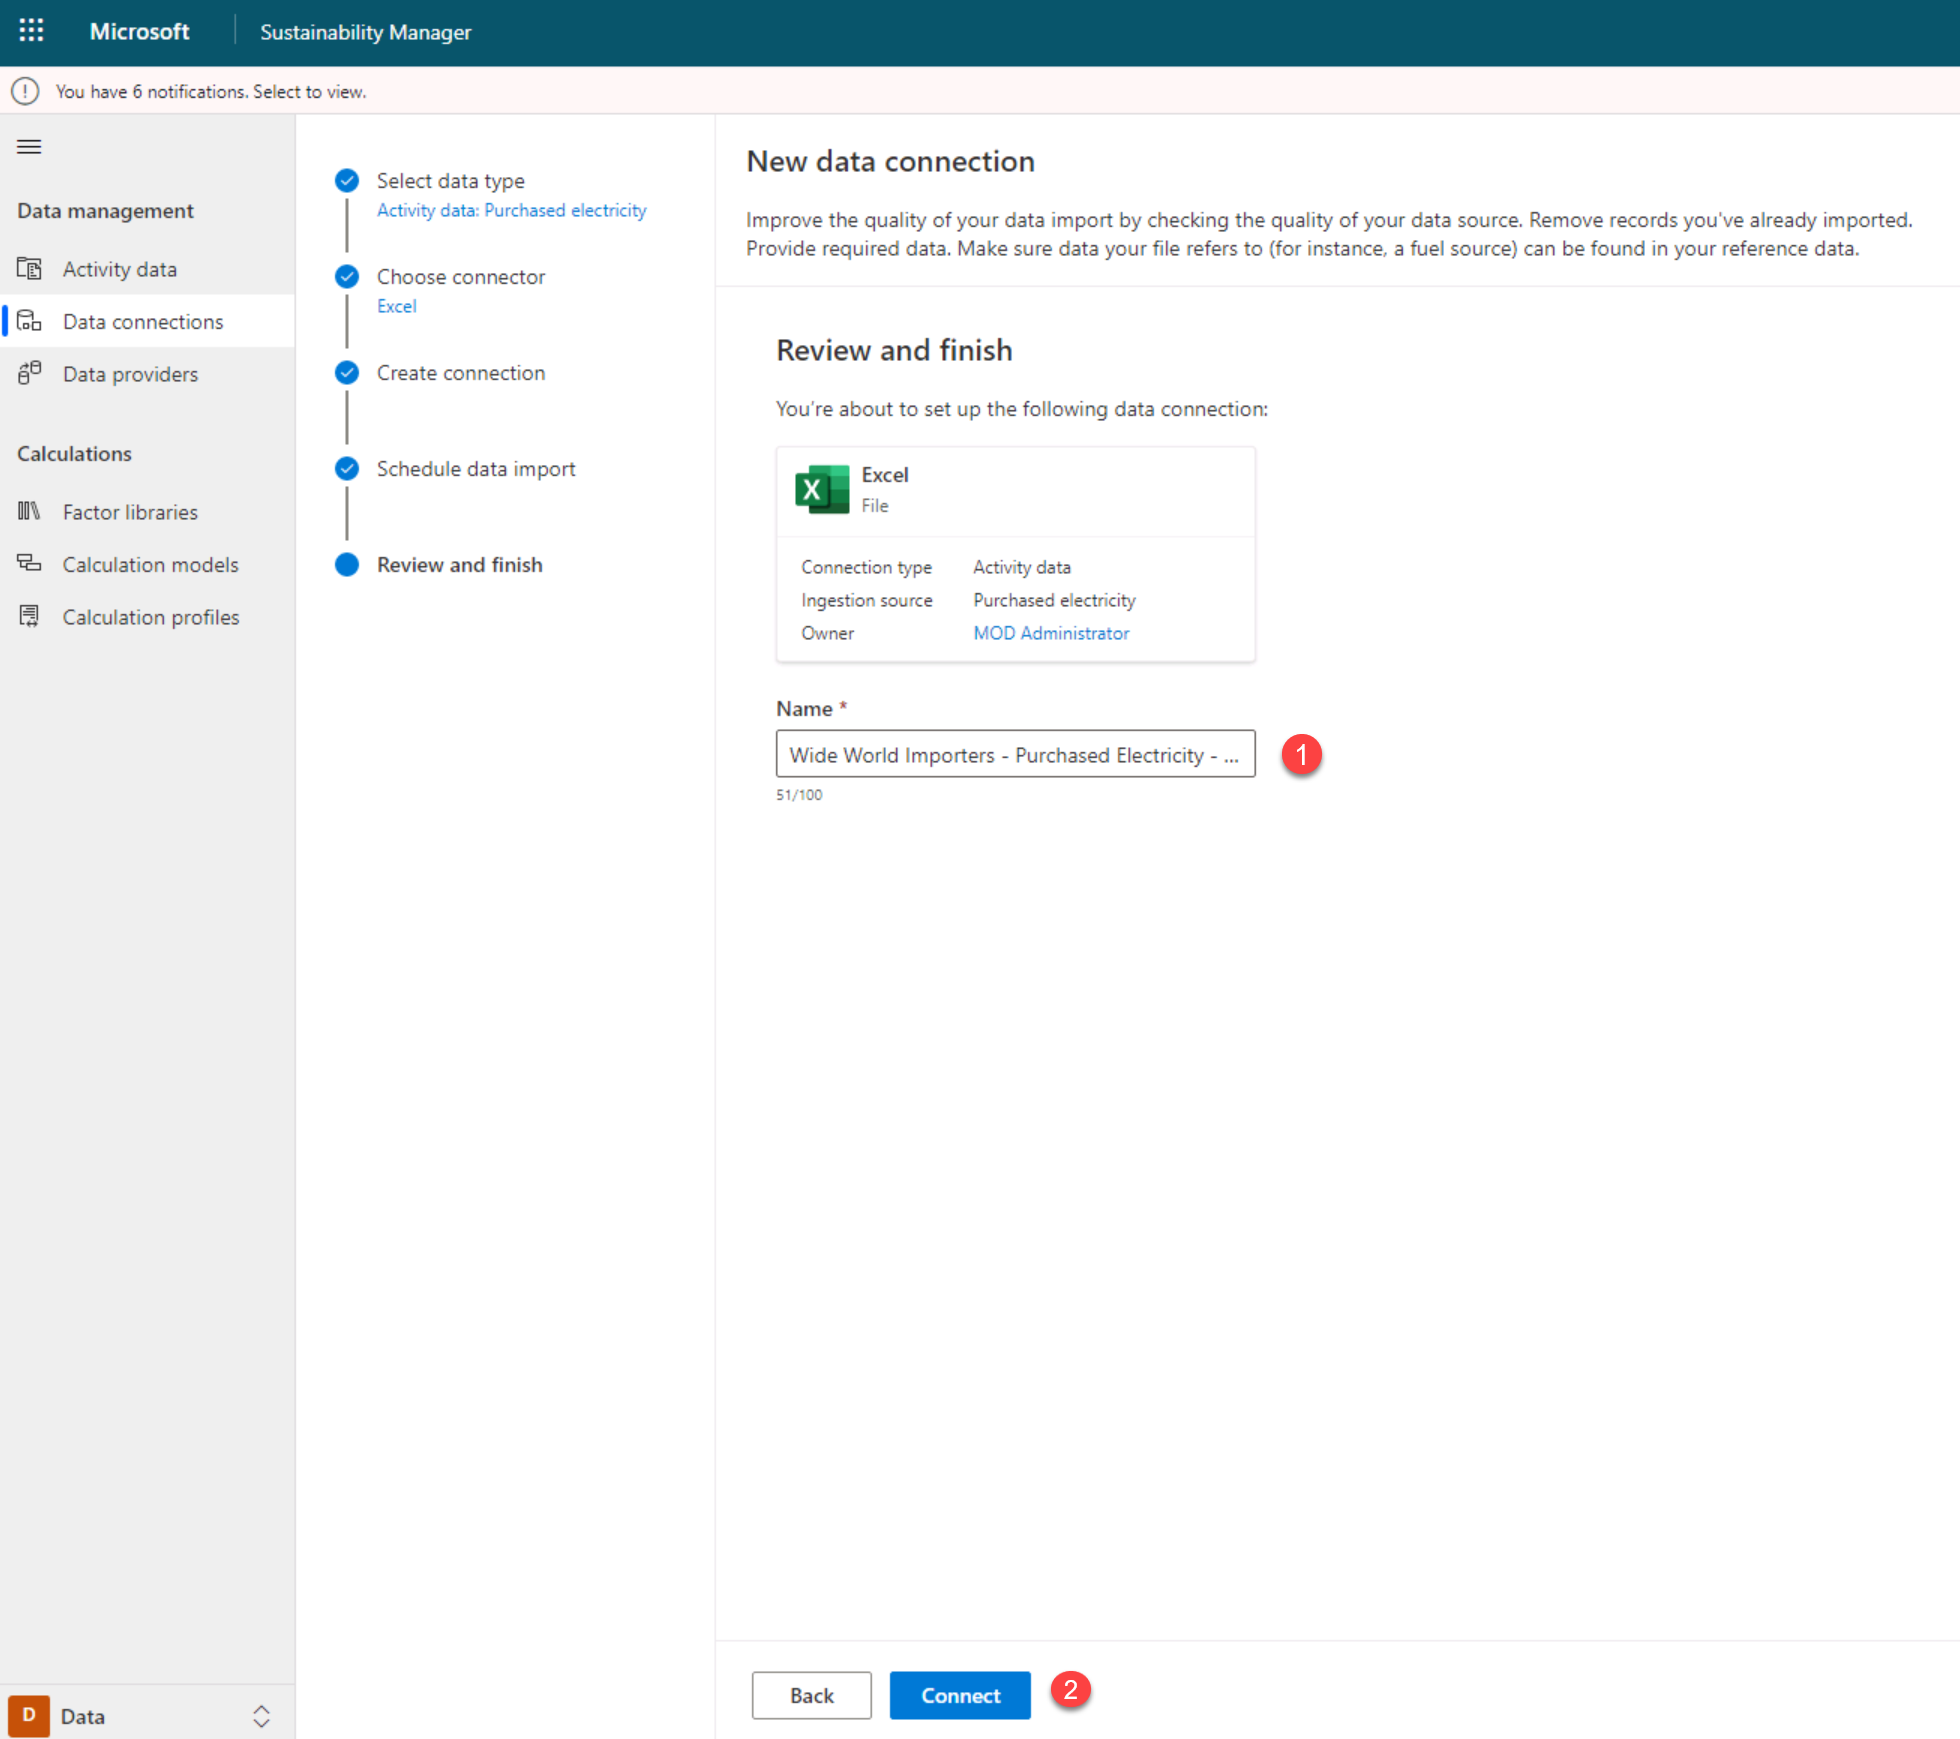 Microsoft
Sustainability Manager
You have 6 notifications. Select to view.
Data management
Activity data
Data connections
Data providers
Calculations
Factor libraries
Calculation models
Calculation profiles
D
Data
Select data type
Activity data: Purchased electricity
Choose connector
Excel
Create connection
Schedule data import
Review and finish
New data connection
Improve the quality of your data import by checking the quality of your data source. Remove records you've already imported.
Provide required data. Make sure data your file refers to (for instance, a fuel source) can be found in your reference data.
Review and finish
You're about to set up the following data connection:
X
Excel
File
Connection type Activity data
Ingestion source Purchased electricity
Owner MOD Administrator
Name *
Wide World Importers - Purchased Electricity - ...
1
51/100
Back
Connect
2